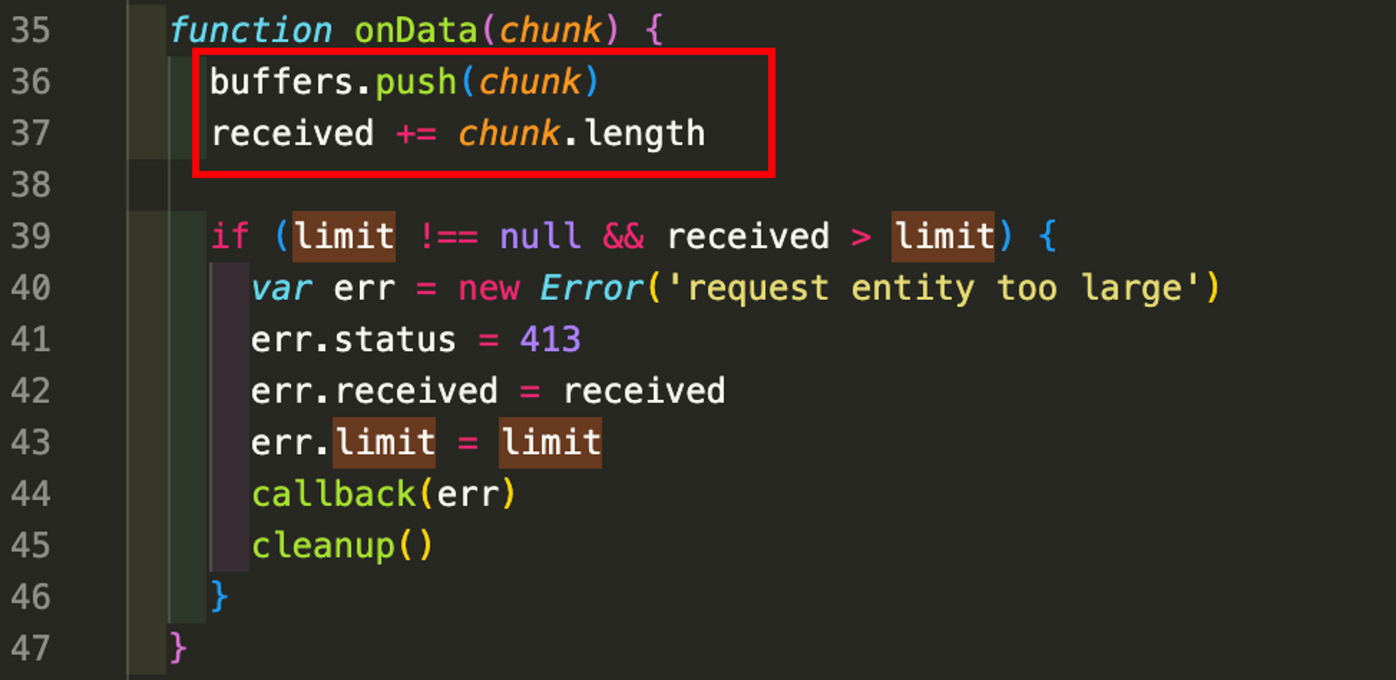 35 function onData(chunk) {
36 buffers.push(chunk)
37 received += chunk.length
38
39 if (limit !== null && received > limit) {
40 var err = new Error('request entity too large')
41 err.status = 413
42 err.received = received
43 err.limit = limit
44 callback(err)
45 cleanup()
46 }
47 }